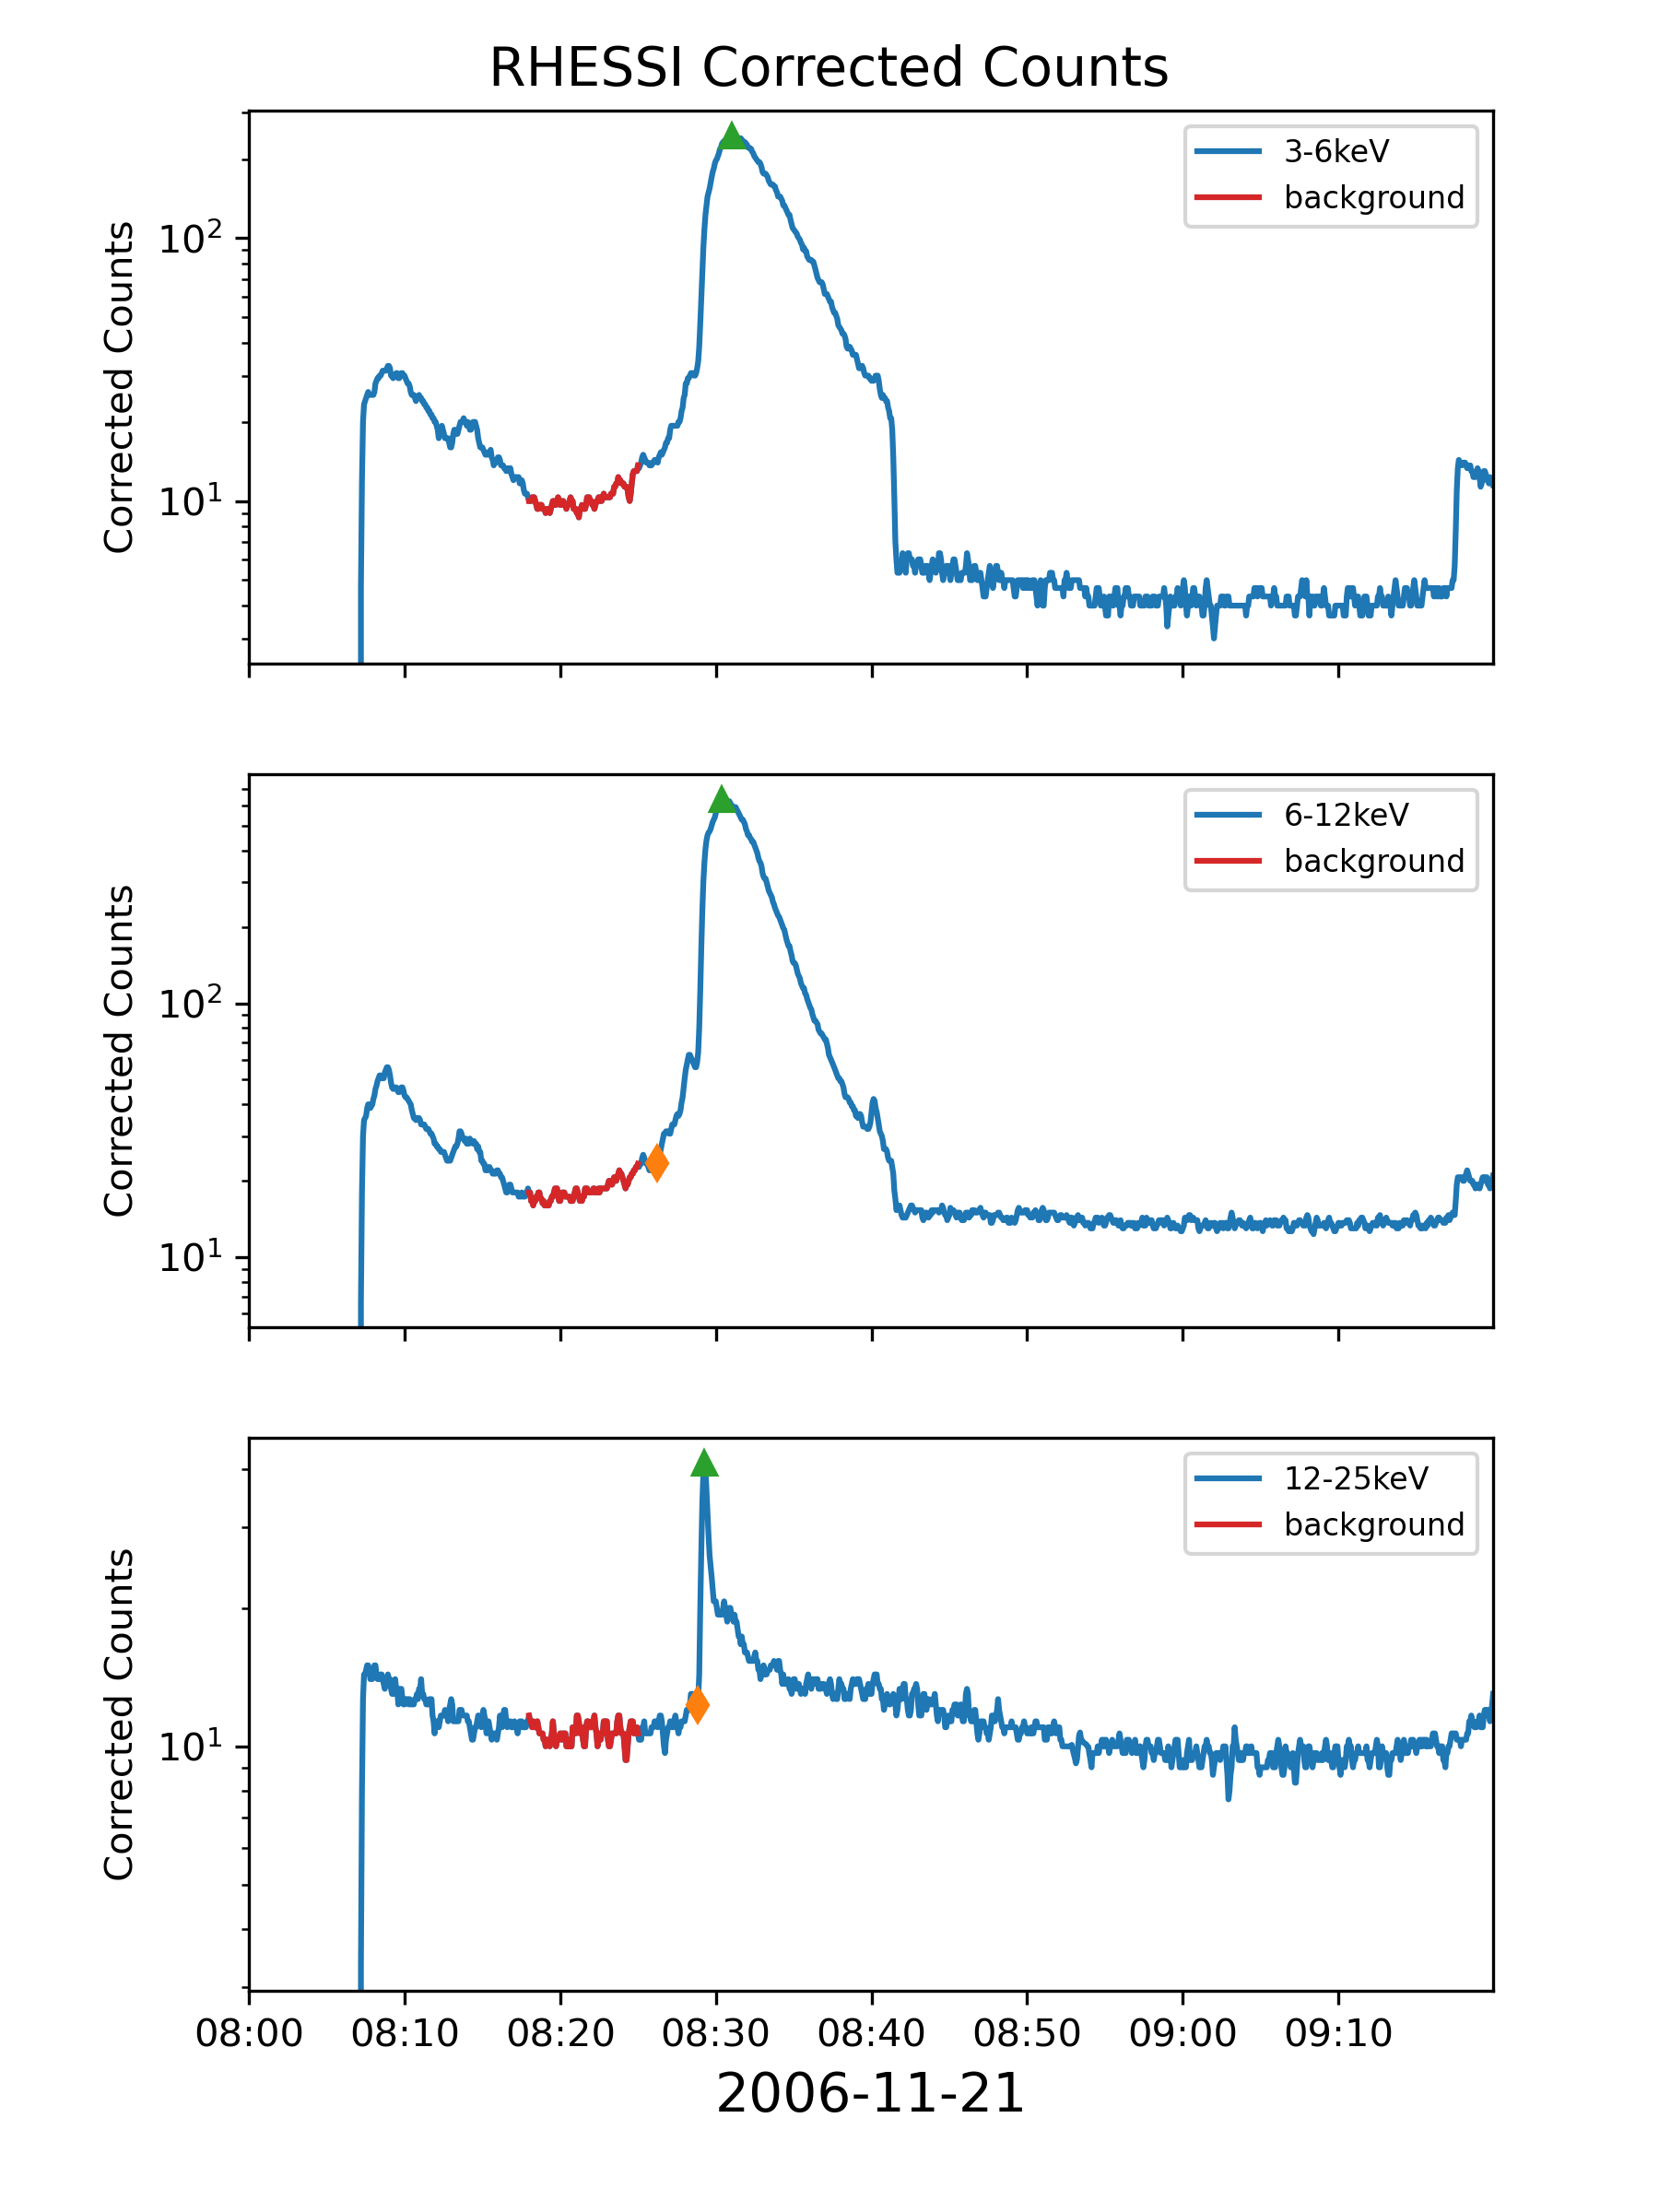 RHESSI Corrected Counts
Corrected Counts
10²
10¹
3-6keV
background
Corrected Counts
10²
10¹
6-12keV
background
Corrected Counts
10¹
12-25keV
background
08:00 08:10 08:20 08:30 08:40 08:50 09:00 09:10
2006-11-21